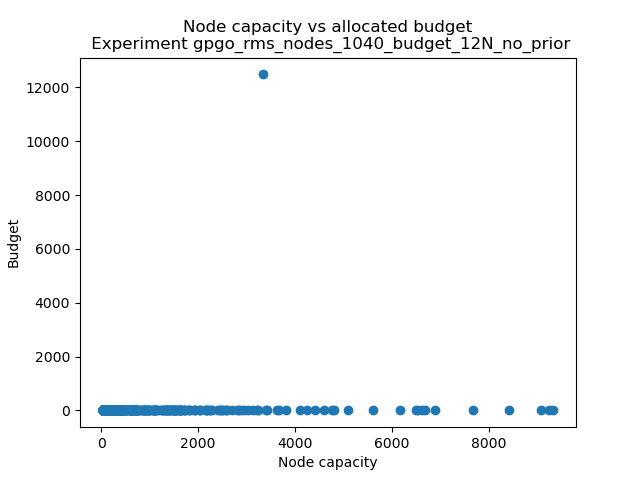 Node capacity vs allocated budget
Experiment gpgo_rms_nodes_1040_budget_12N_no_prior
12000
10000
8000
6000
4000
2000
0
Budget
0 2000 4000 6000 8000
Node capacity